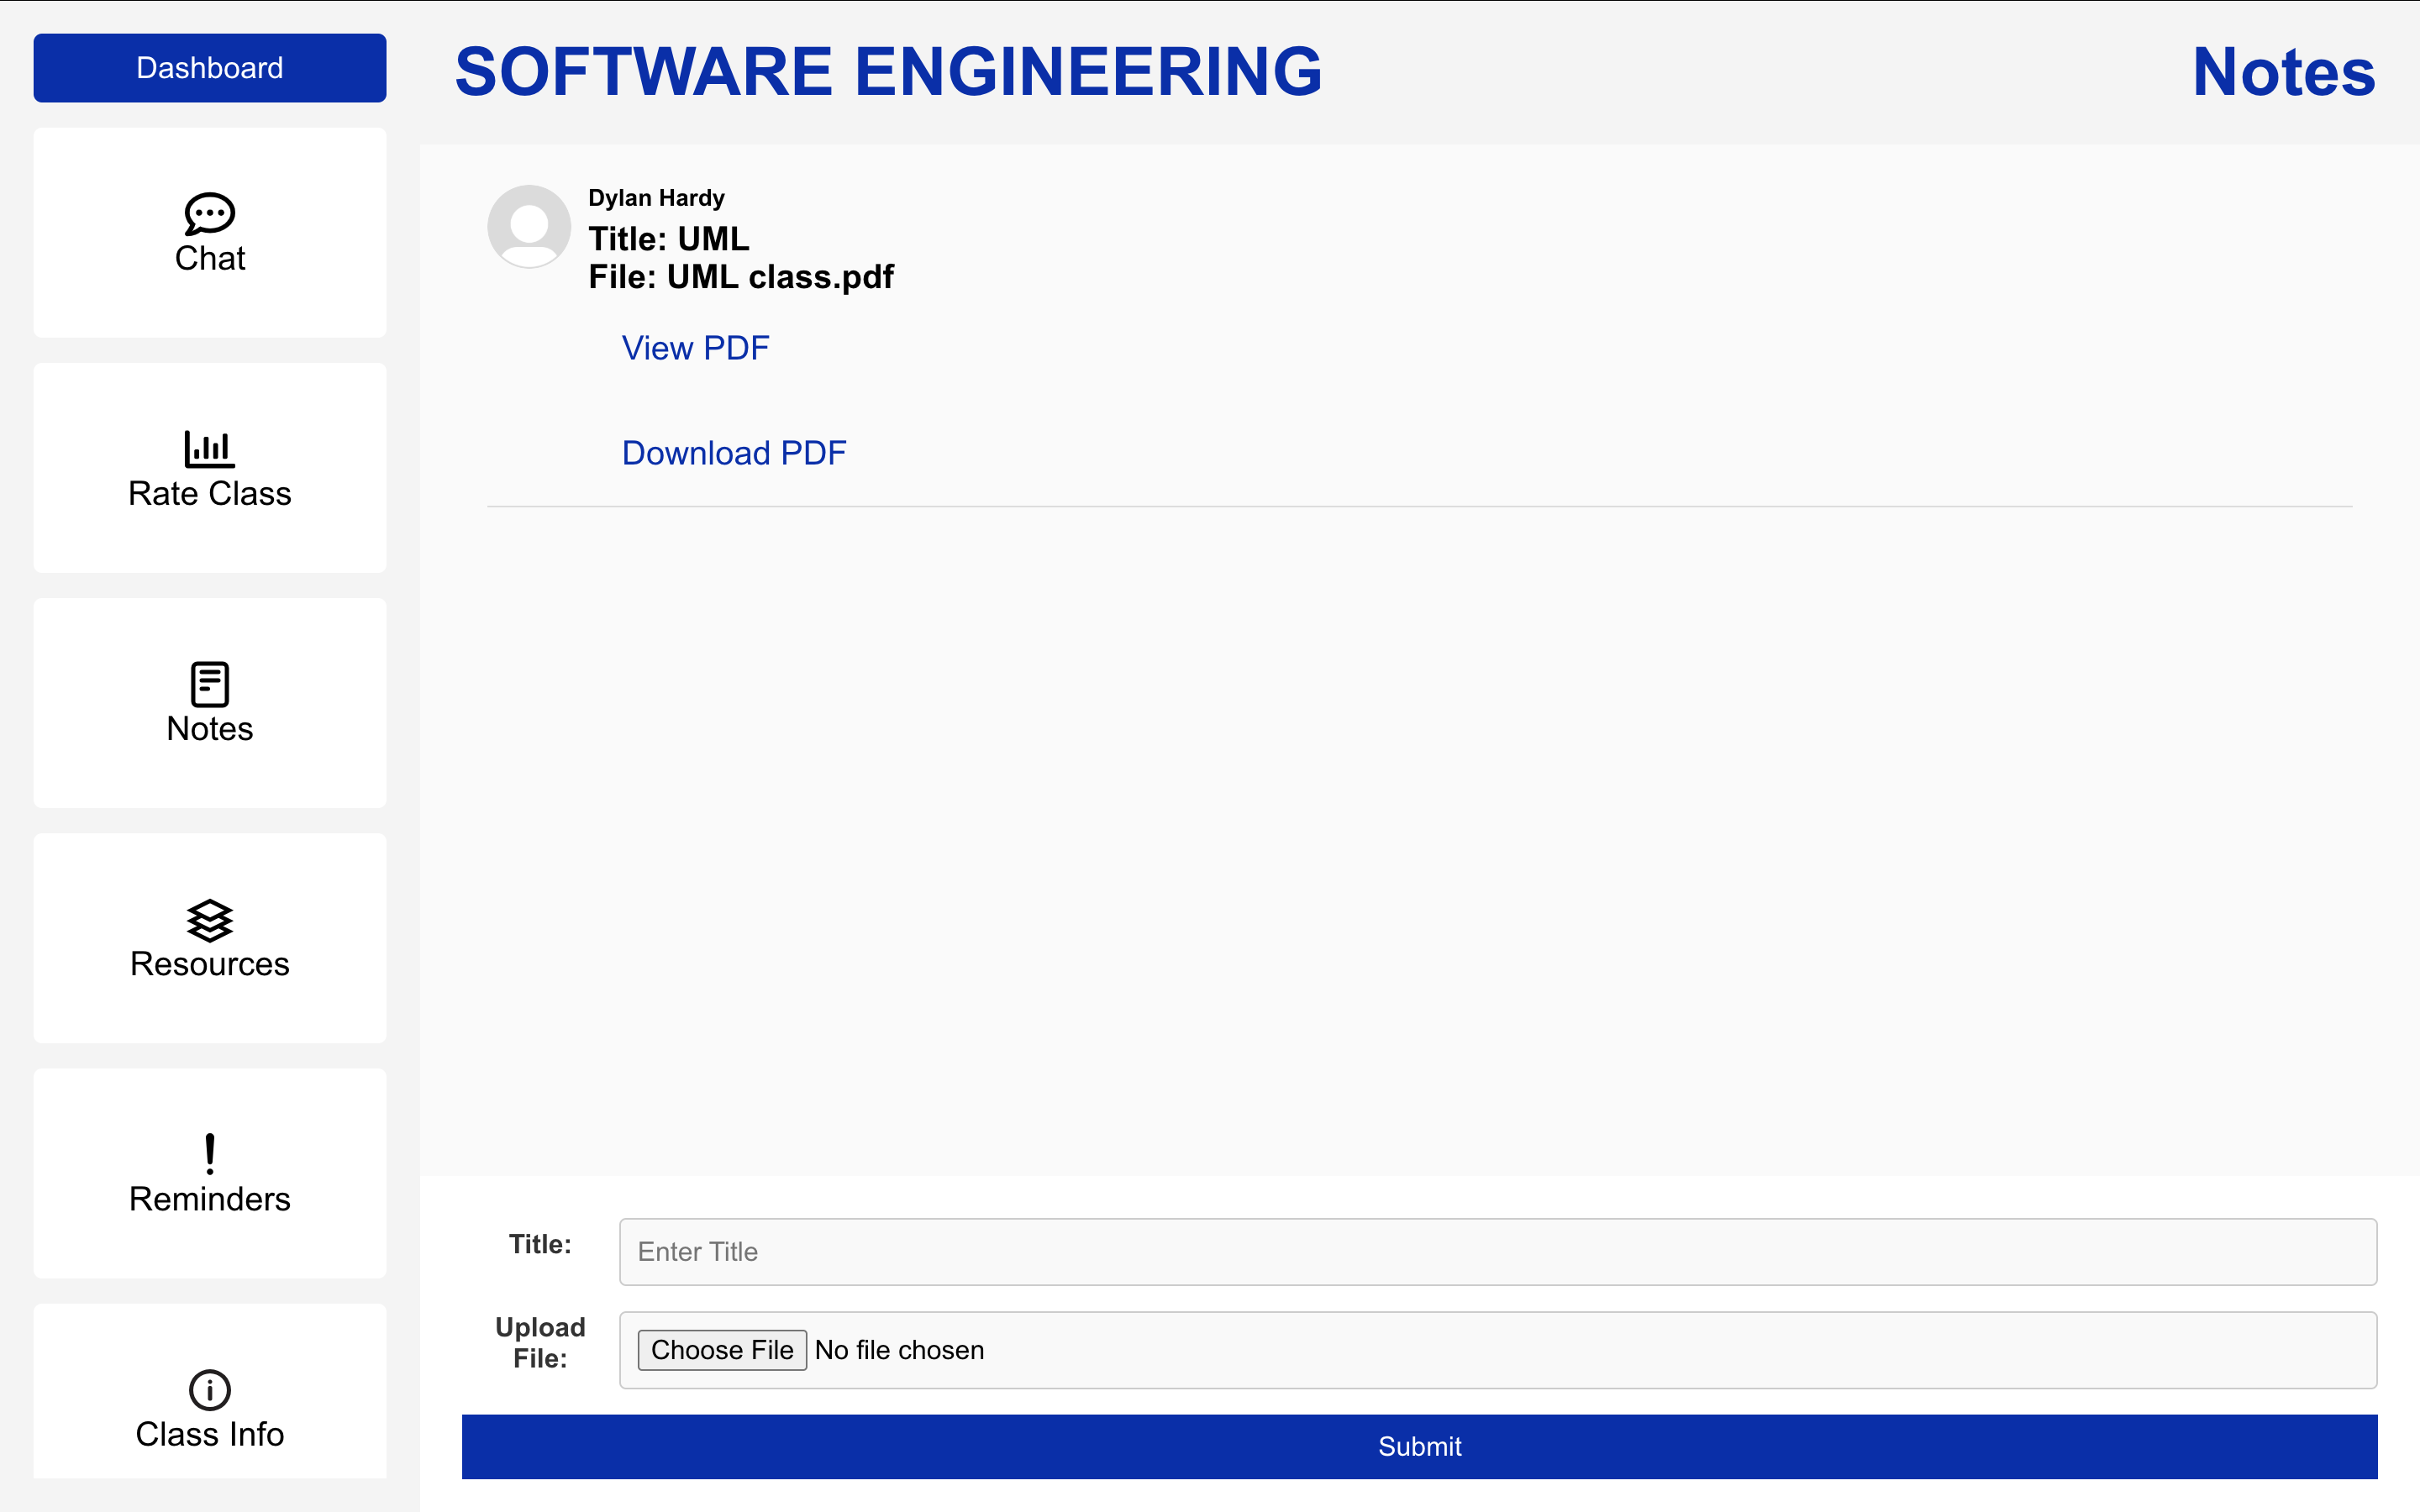 Dashboard
SOFTWARE ENGINEERING
Notes
Chat
Rate Class
Notes
Resources
Reminders
Class Info
Dylan Hardy
Title: UML
File: UML class.pdf
View PDF
Download PDF
Title:
Enter Title
Upload
File:
Choose File No file chosen
Submit